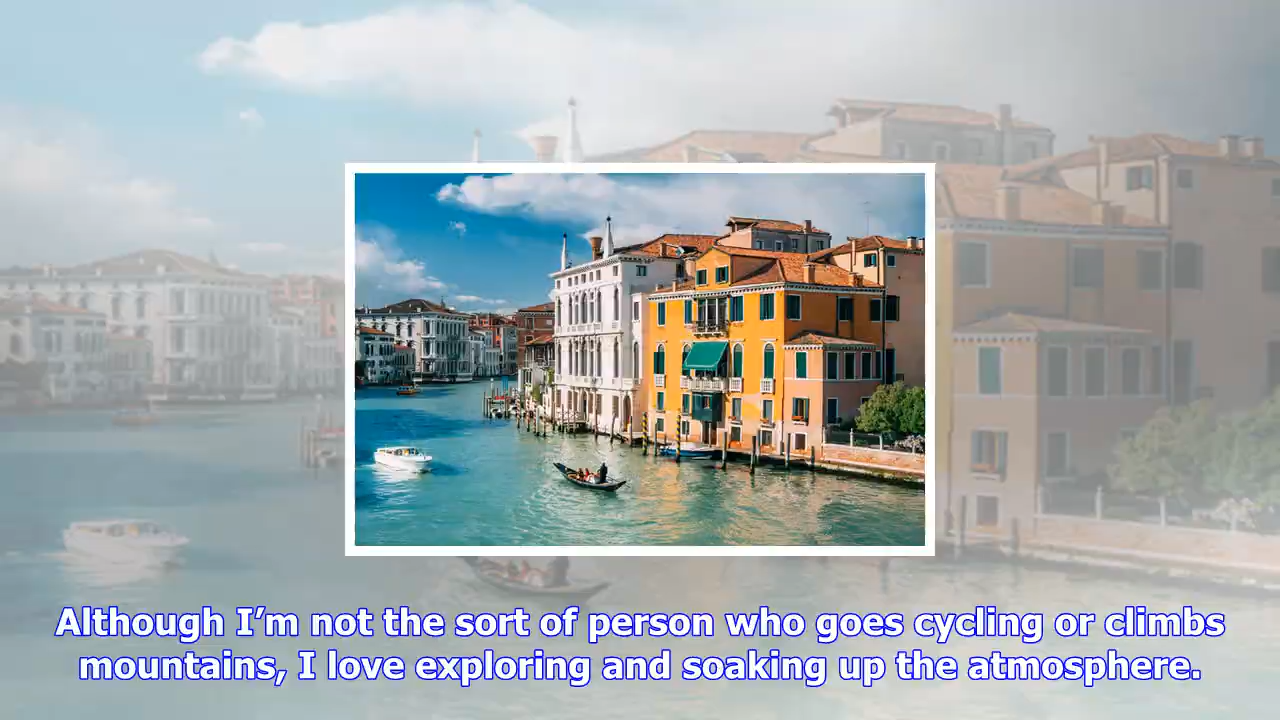 Although I’m not the sort of person who goes cycling or climbs
mountains, I love exploring and soaking up the atmosphere.